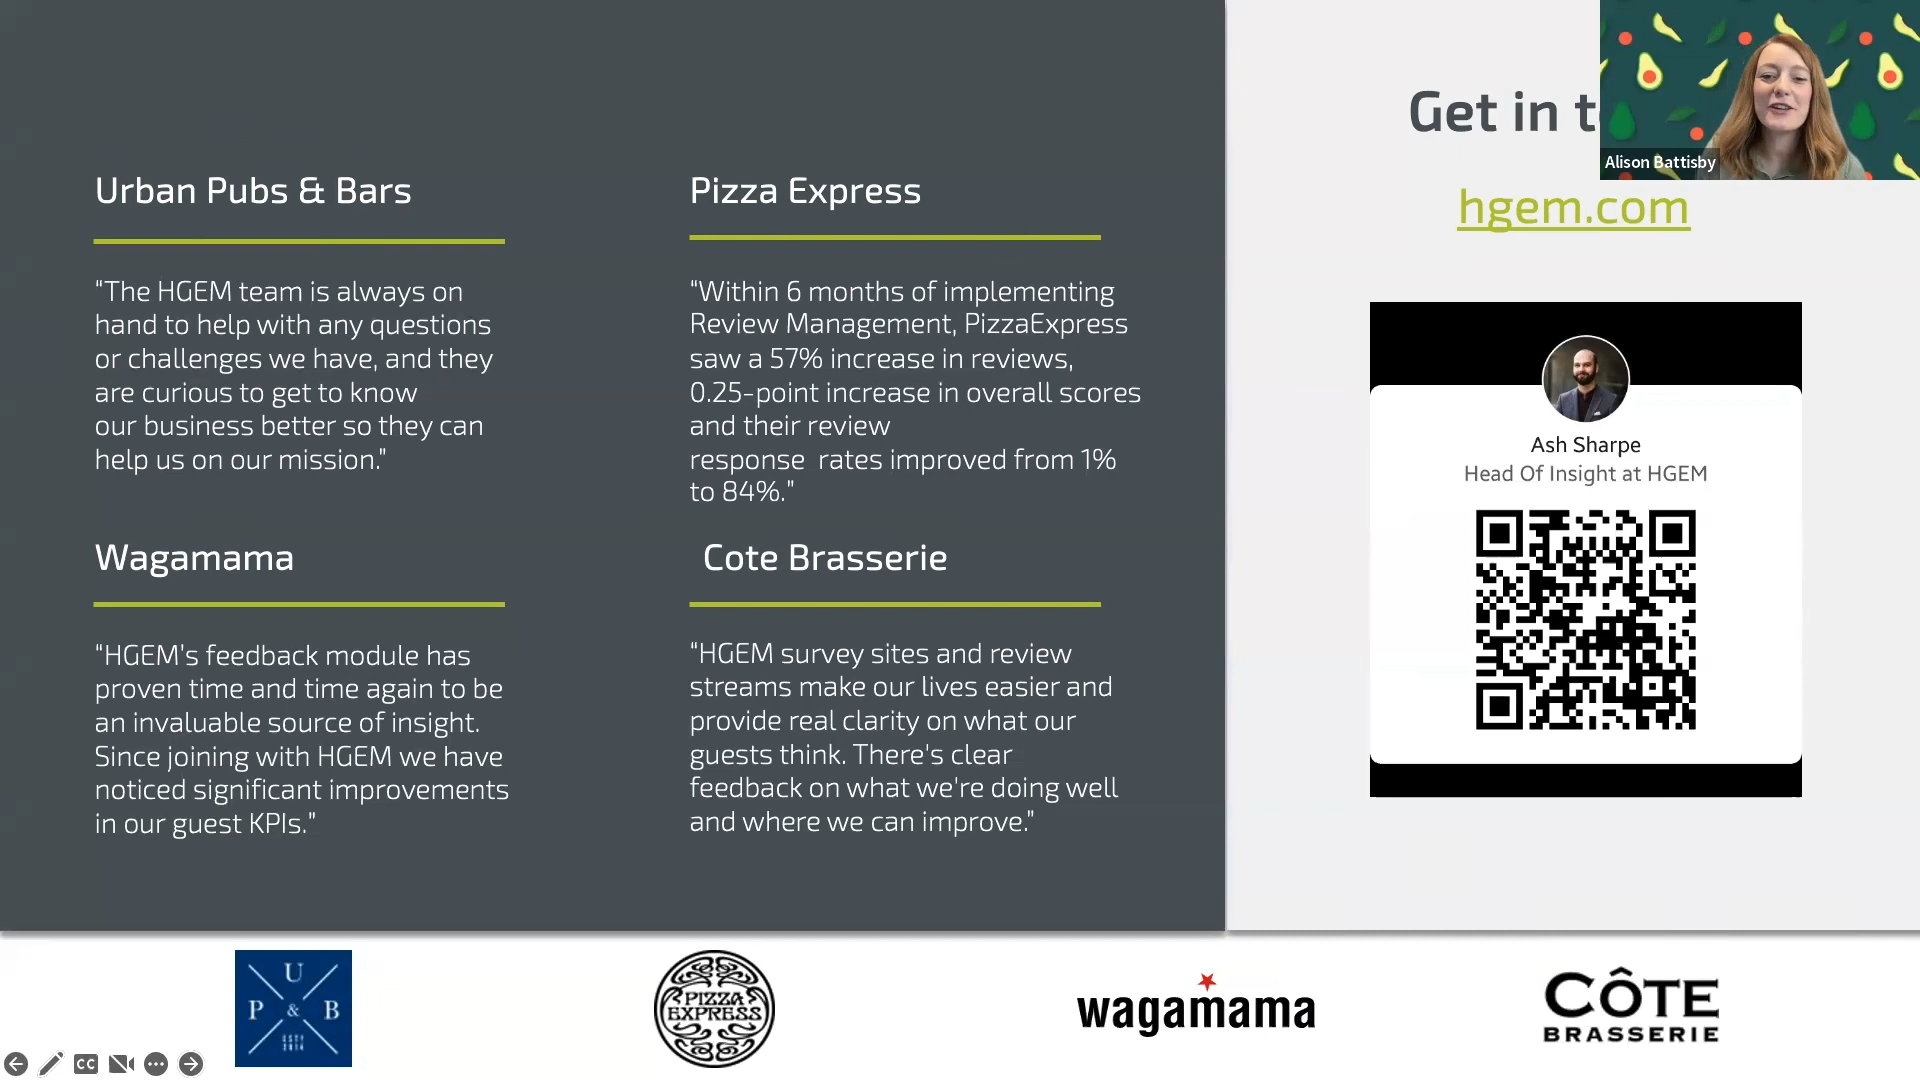 Urban Pubs & Bars
“The HGEM team is always on
hand to help with any questions
or challenges we have, and they
are curious to get to know
our business better so they can
help us on our mission.”
Pizza Express
“Within 6 months of implementing
Review Management, PizzaExpress
saw a 57% increase in reviews,
0.25-point increase in overall scores
and their review
response  rates improved from 1%
to 84%.”
Wagamama
“HGEM's feedback module has
proven time and time again to be
an invaluable source of insight.
Since joining with HGEM we have
noticed significant improvements
in our guest KPIs.”
Cote Brasserie
“HGEM survey sites and review
streams make our lives easier and
provide real clarity on what our
guests think. There's clear
feedback on what we're doing well
and where we can improve.”
Get in t
hgem.com
Alison Battisby
Ash Sharpe
Head Of Insight at HGEM
U
P & B
ESTD
2014
PIZZA
EXPRESS
wagamama
CÔTE
BRASSERIE
CC